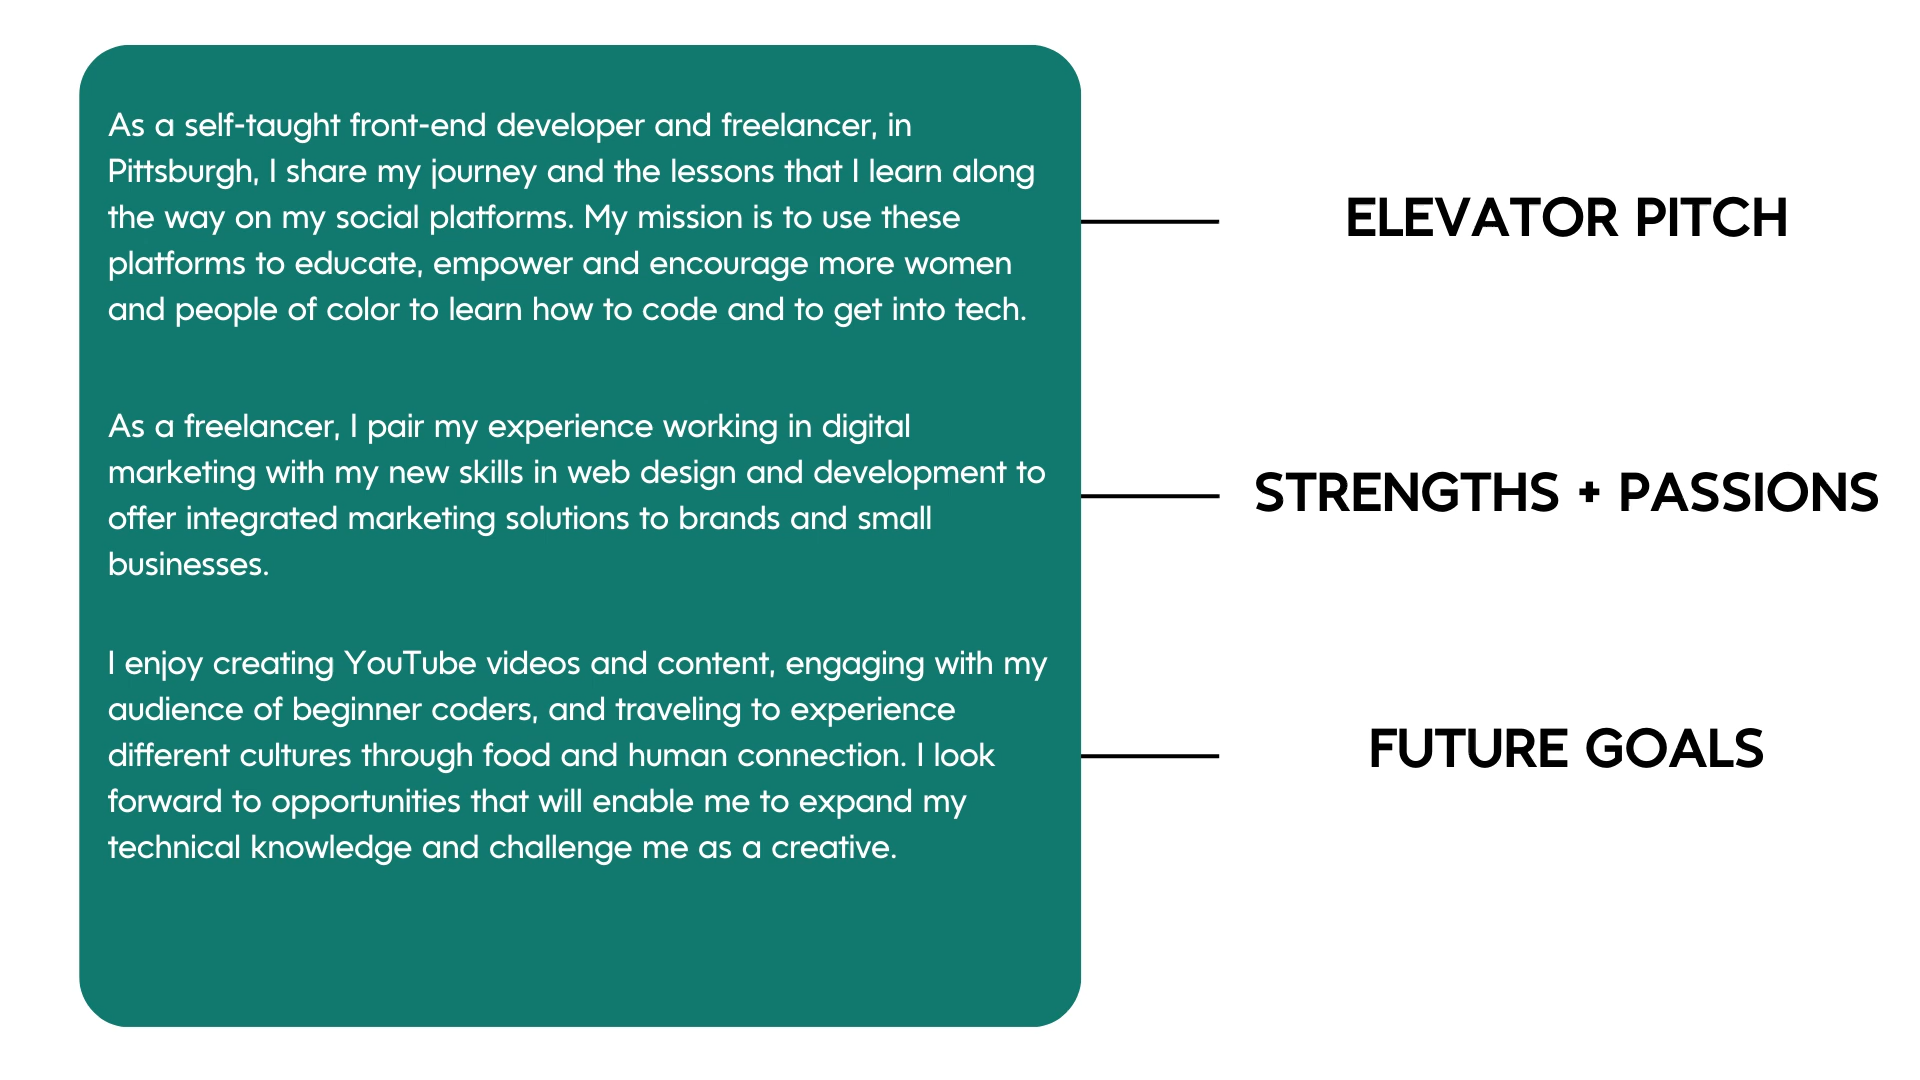 As a self-taught front-end developer and freelancer, in
Pittsburgh, I share my journey and the lessons that I learn along
the way on my social platforms. My mission is to use these
platforms to educate, empower and encourage more women
and people of color to learn how to code and to get into tech.
ELEVATOR PITCH
As a freelancer, I pair my experience working in digital
marketing with my new skills in web design and development to
offer integrated marketing solutions to brands and small
businesses.
STRENGTHS + PASSIONS
I enjoy creating YouTube videos and content, engaging with my
audience of beginner coders, and traveling to experience
different cultures through food and human connection. I look
forward to opportunities that will enable me to expand my
technical knowledge and challenge me as a creative.
FUTURE GOALS